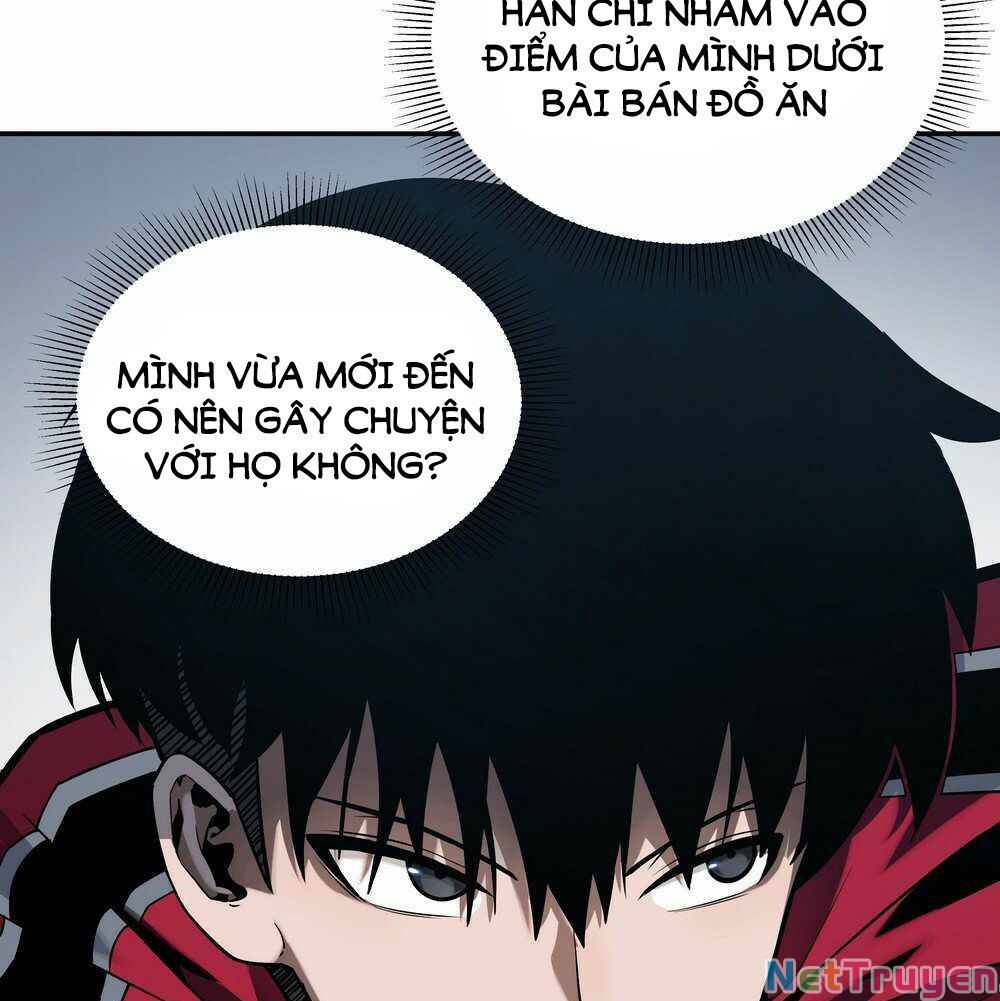 HẮN CHỈ NHẮM VÀO
ĐIỂM CỦA MÌNH DƯỚI
BÀI BÁN ĐỒ ĂN
MÌNH VỪA MỚI ĐẾN
CÓ NÊN GÂY CHUYỆN
VỚI HỌ KHÔNG?
NetTruyen